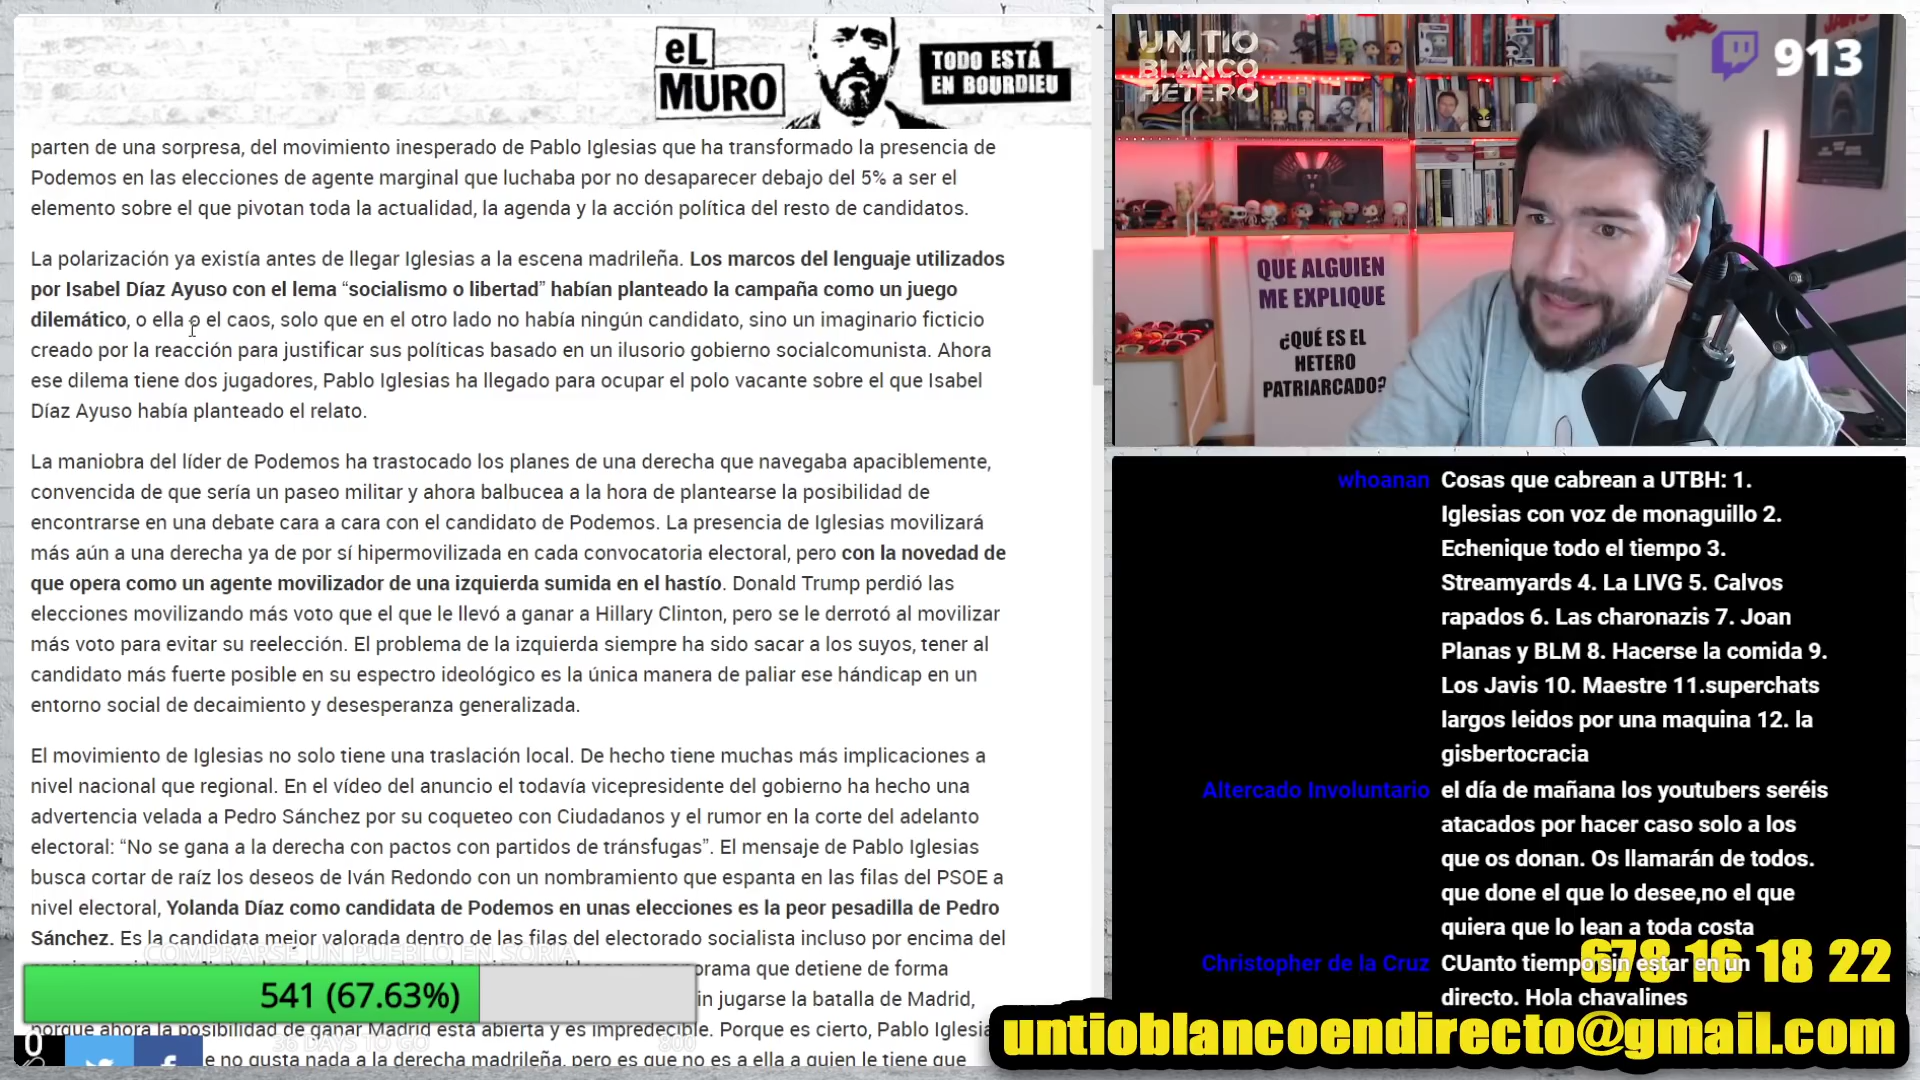 eL
MURO
TODO ESTÁ
EN BOURDIEU
parten de una sorpresa, del movimiento inesperado de Pablo Iglesias que ha transformado la presencia de
Podemos en las elecciones de agente marginal que luchaba por no desaparecer debajo del 5% a ser el
elemento sobre el que pivotan toda la actualidad, la agenda y la acción política del resto de candidatos.
La polarización ya existía antes de llegar Iglesias a la escena madrileña. Los marcos del lenguaje utilizados
por Isabel Díaz Ayuso con el lema “socialismo o libertad” habían planteado la campaña como un juego
dilemático, o ella o el caos, solo que en el otro lado no había ningún candidato, sino un imaginario ficticio
creado por la reacción para justificar sus políticas basado en un ilusorio gobierno socialcomunista. Ahora
ese dilema tiene dos jugadores, Pablo Iglesias ha llegado para ocupar el polo vacante sobre el que Isabel
Díaz Ayuso había planteado el relato.
La maniobra del líder de Podemos ha trastocado los planes de una derecha que navegaba apaciblemente,
convencida de que sería un paseo militar y ahora balbucea a la hora de plantearse la posibilidad de
encontrarse en una debate cara a cara con el candidato de Podemos. La presencia de Iglesias movilizará
más aún a una derecha ya de por sí hipermovilizada en cada convocatoria electoral, pero con la novedad de
que opera como un agente movilizador de una izquierda sumida en el hastío. Donald Trump perdió las
elecciones movilizando más voto que el que le llevó a ganar a Hillary Clinton, pero se le derrotó al movilizar
más voto para evitar su reelección. El problema de la izquierda siempre ha sido sacar a los suyos, tener al
candidato más fuerte posible en su espectro ideológico es la única manera de paliar ese hándicap en un
entorno social de decaimiento y desesperanza generalizada.
El movimiento de Iglesias no solo tiene una traslación local. De hecho tiene muchas más implicaciones a
nivel nacional que regional. En el vídeo del anuncio el todavía vicepresidente del gobierno ha hecho una
advertencia velada a Pedro Sánchez por su coqueteo con Ciudadanos y el rumor en la corte del adelanto
electoral: “No se gana a la derecha con pactos con partidos de tránsfugas”. El mensaje de Pablo Iglesias
busca cortar de raíz los deseos de Iván Redondo con un nombramiento que espanta en las filas del PSOE a
nivel electoral, Yolanda Díaz como candidata de Podemos en unas elecciones es la peor pesadilla de Pedro
Sánchez. Es la candidata mejor valorada dentro de las filas del electorado socialista incluso por encima del
COMPRARSE UN PUEBLO EN SORIA
orama que detiene de forma
541 (67.63%)
in jugarse la batalla de Madrid,
porque ahora la posibilidad de ganar Madrid está abierta y es impredecible. Porque es cierto, Pablo Iglesia
0
36 DAYS TO GO
800
e no gusta nada a la derecha madrileña, pero es que no es a ella a quien le tiene que
UN TIO
BLANCO
HETERO
913
JAWS
QUE ALGUIEN
ME EXPLIQUE
¿QUÉ ES EL
HETERO
PATRIARCADO?
whoanan Cosas que cabrean a UTBH: 1.
Iglesias con voz de monaguillo 2.
Echenique todo el tiempo 3.
Streamyards 4. La LIVG 5. Calvos
rapados 6. Las charonazis 7. Joan
Planas y BLM 8. Hacerse la comida 9.
Los Javis 10. Maestre 11.superchats
largos leidos por una maquina 12. la
gisbertocracia
Altercado Involuntario el día de mañana los youtubers seréis
atacados por hacer caso solo a los
que os donan. Os llamarán de todos.
que done el que lo desee,no el que
quiera que lo lean a toda costa
Christopher de la Cruz CUanto tiempo sin estar en un
directo. Hola chavalines
678 16 18 22
untioblancoendirecto@gmail.com